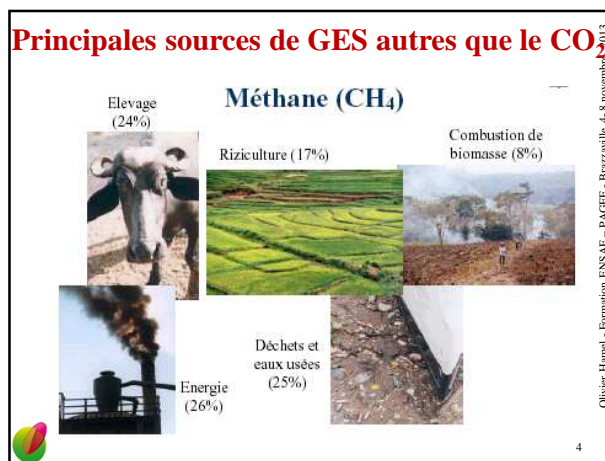 Principales sources de GES autres que le CO2
Méthane (CH4)
Elevage
(24%)
Riziculture (17%)
Combustion de
biomasse (8%)
Déchets et
eaux usées
(25%)
Energie
(26%)
Olivier Hamel - Formation ENSAF – PAGEF - Brazzaville 4- 8 novembre 2013
4